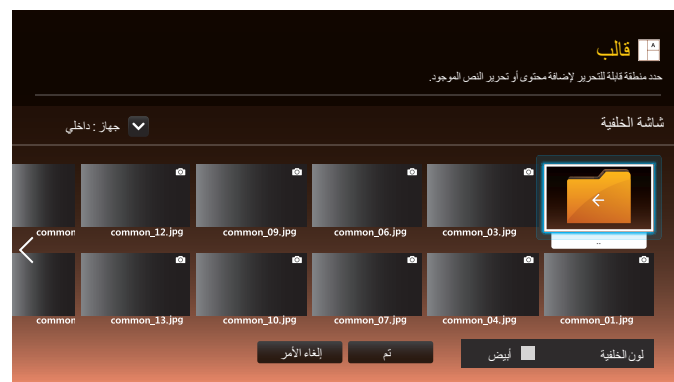 قالب
حدد منطقة قابلة للتحرير لإضافة محتوى أو تحرير النص الموجود.
شاشة الخلفية
جهاز : داخلي
..
common_03.jpg
common_06.jpg
common_09.jpg
common_12.jpg
common
common_01.jpg
common_04.jpg
common_07.jpg
common_10.jpg
common_13.jpg
common
لون الخلفية
أبيض
تم
إلغاء الأمر